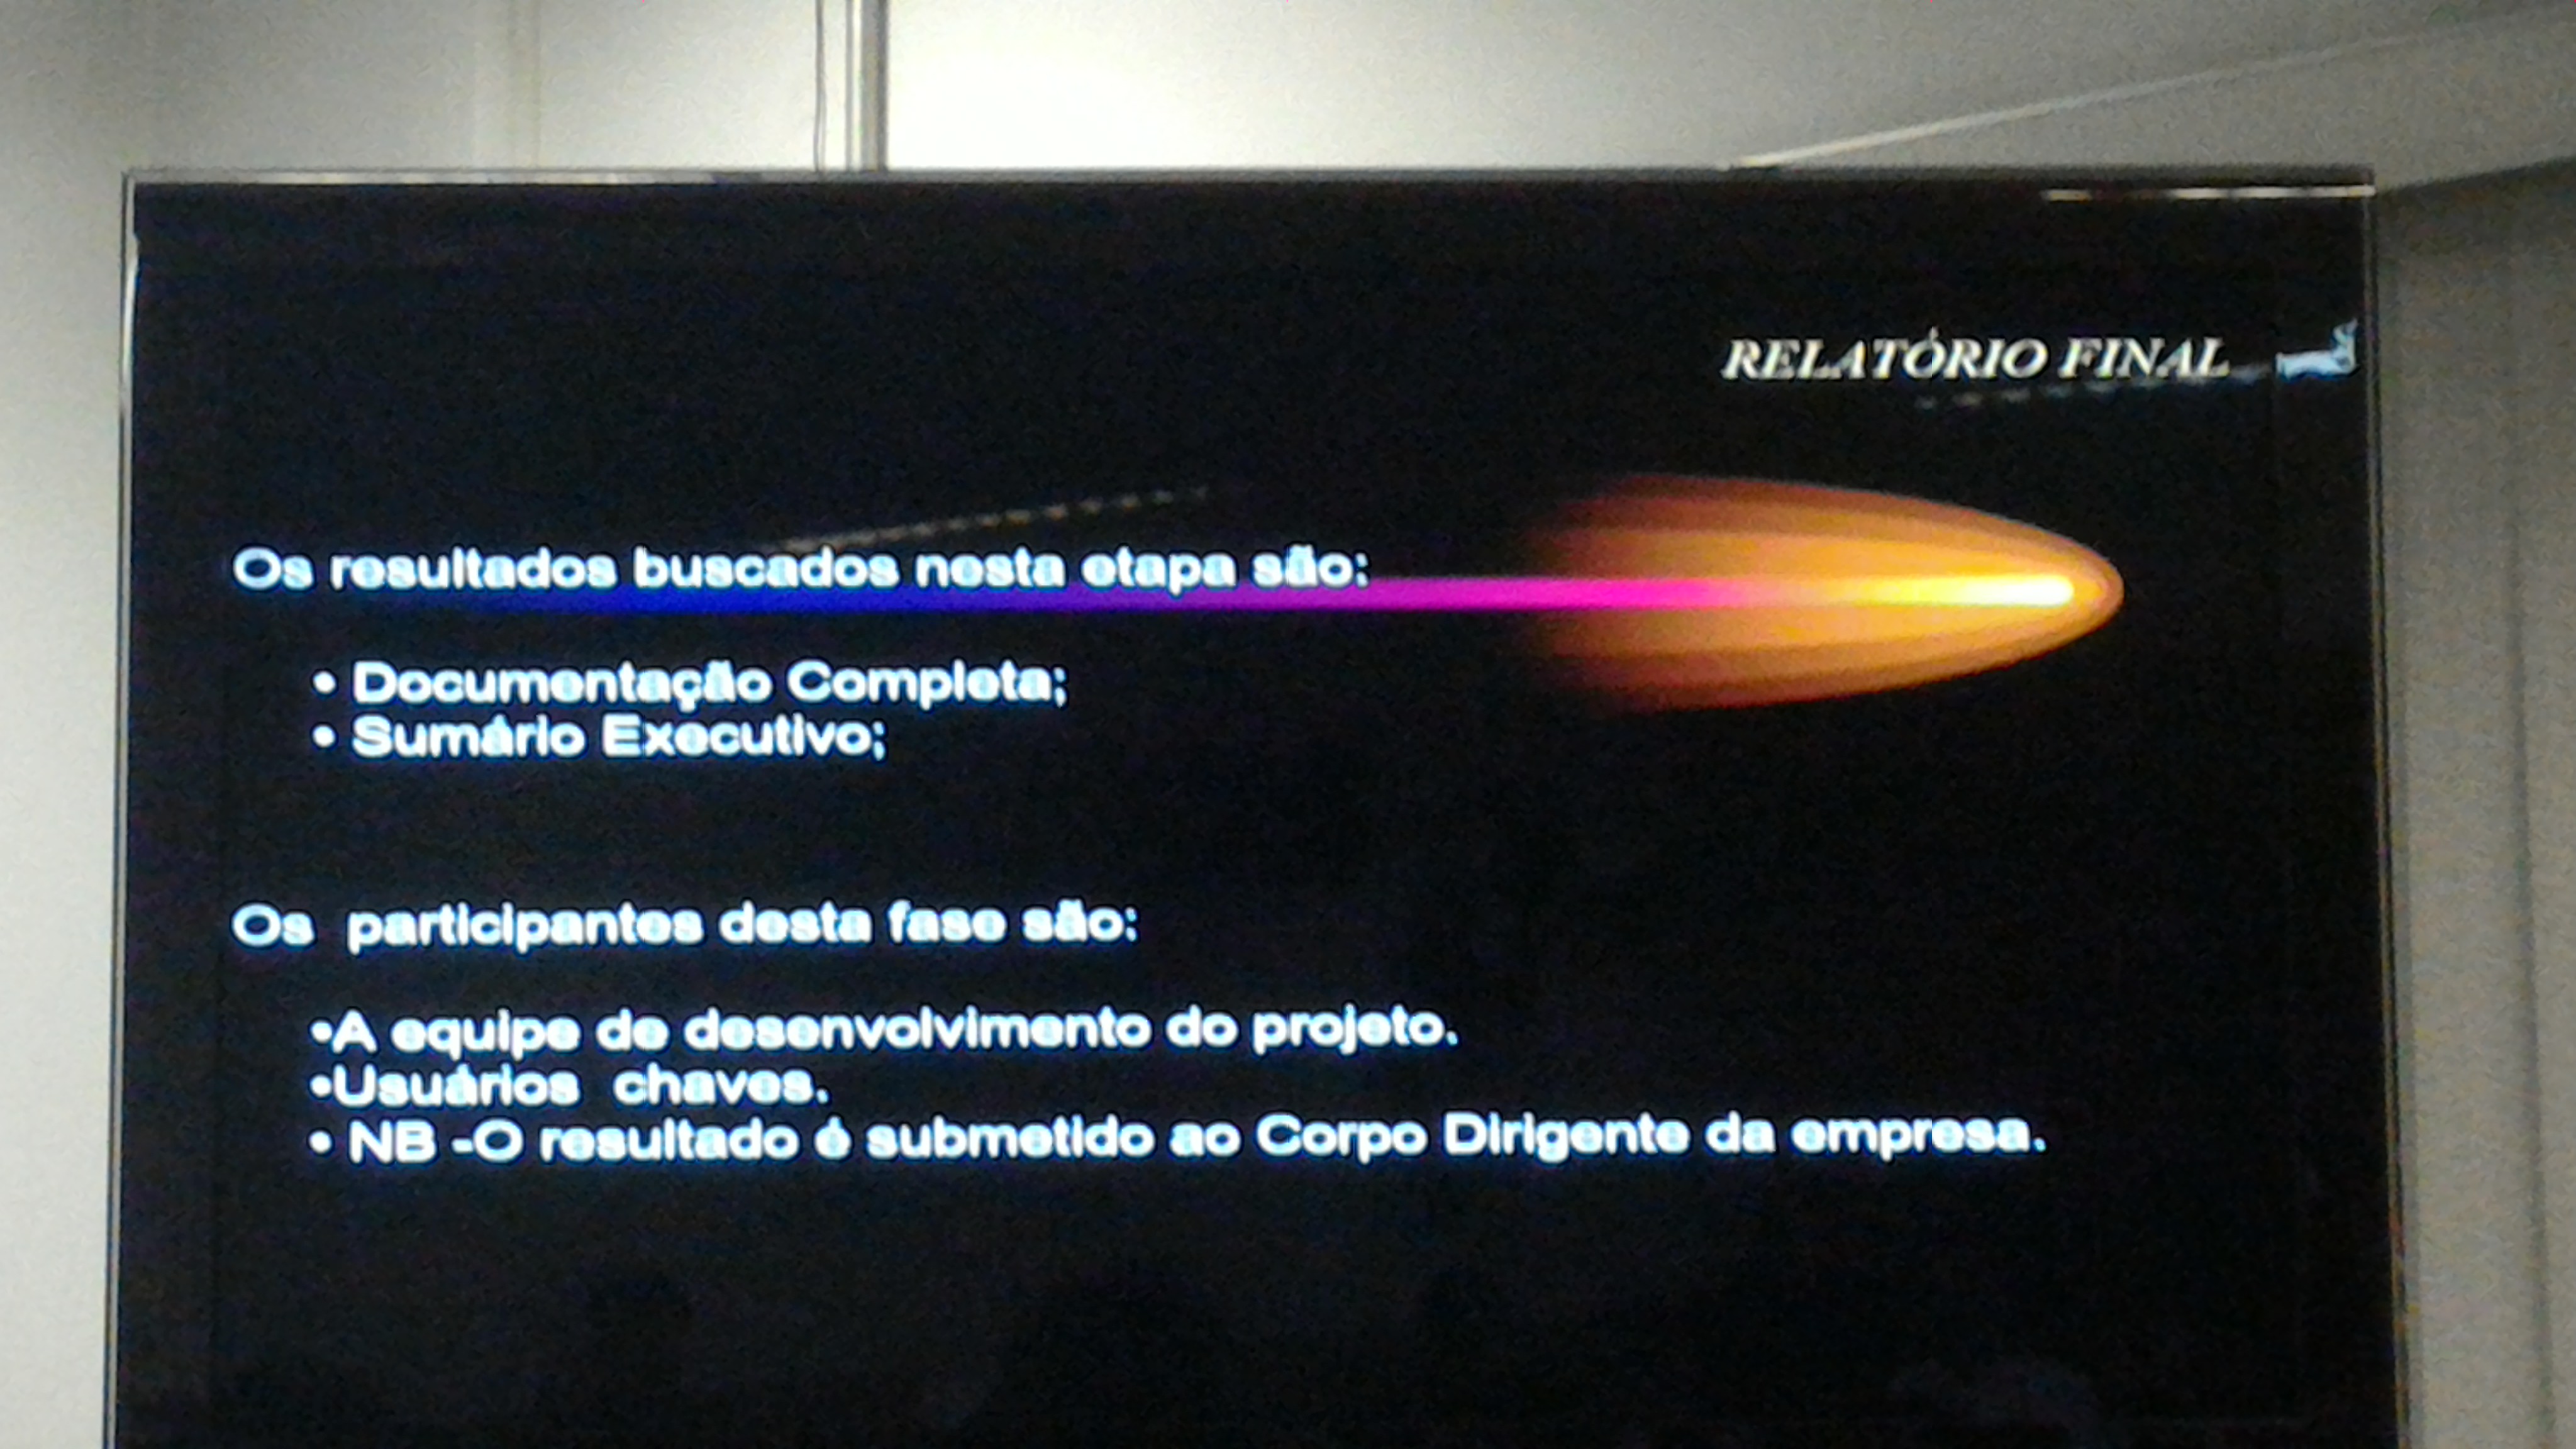 RELATÓRIO FINAL
Os resultados buscados nesta etapa são:
• Documentação Completa;
• Sumário Executivo;
Os participantes desta fase são:
•A equipe de desenvolvimento do projeto.
•Usuários chaves.
• NB -O resultado é submetido ao Corpo Dirigente da empresa.